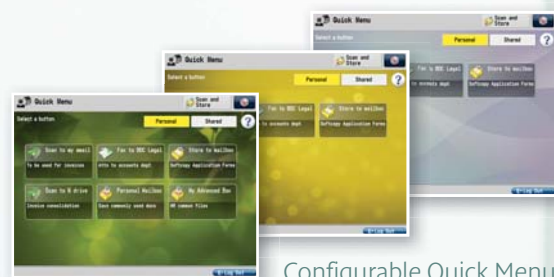 Quick Menu
Scan and
Store
Select a button.
Personal
Shared
?
Fax to DOC Legal
Store to mailbox
to accounts dept
Softcopy Application Forms
Log Out
Quick Menu
Scan and
Store
Select a button.
Personal
Shared
?
Fax to DOC Legal
Store to mailbox
to accounts dept
Softcopy Application Forms
Log Out
Quick Menu
Scan and
Store
Select a button.
Personal
Shared
?
Scan to my email
Fax to DOC Legal
Store to mailbox
To be used for invoices
Attn to accounts dept
Softcopy Application Forms
Scan to N drive
Personal Mailbox
My Advanced Box
Invoice consolidation
Save commonly used docs
HR common files
Log Out
Configurable Quick Menu